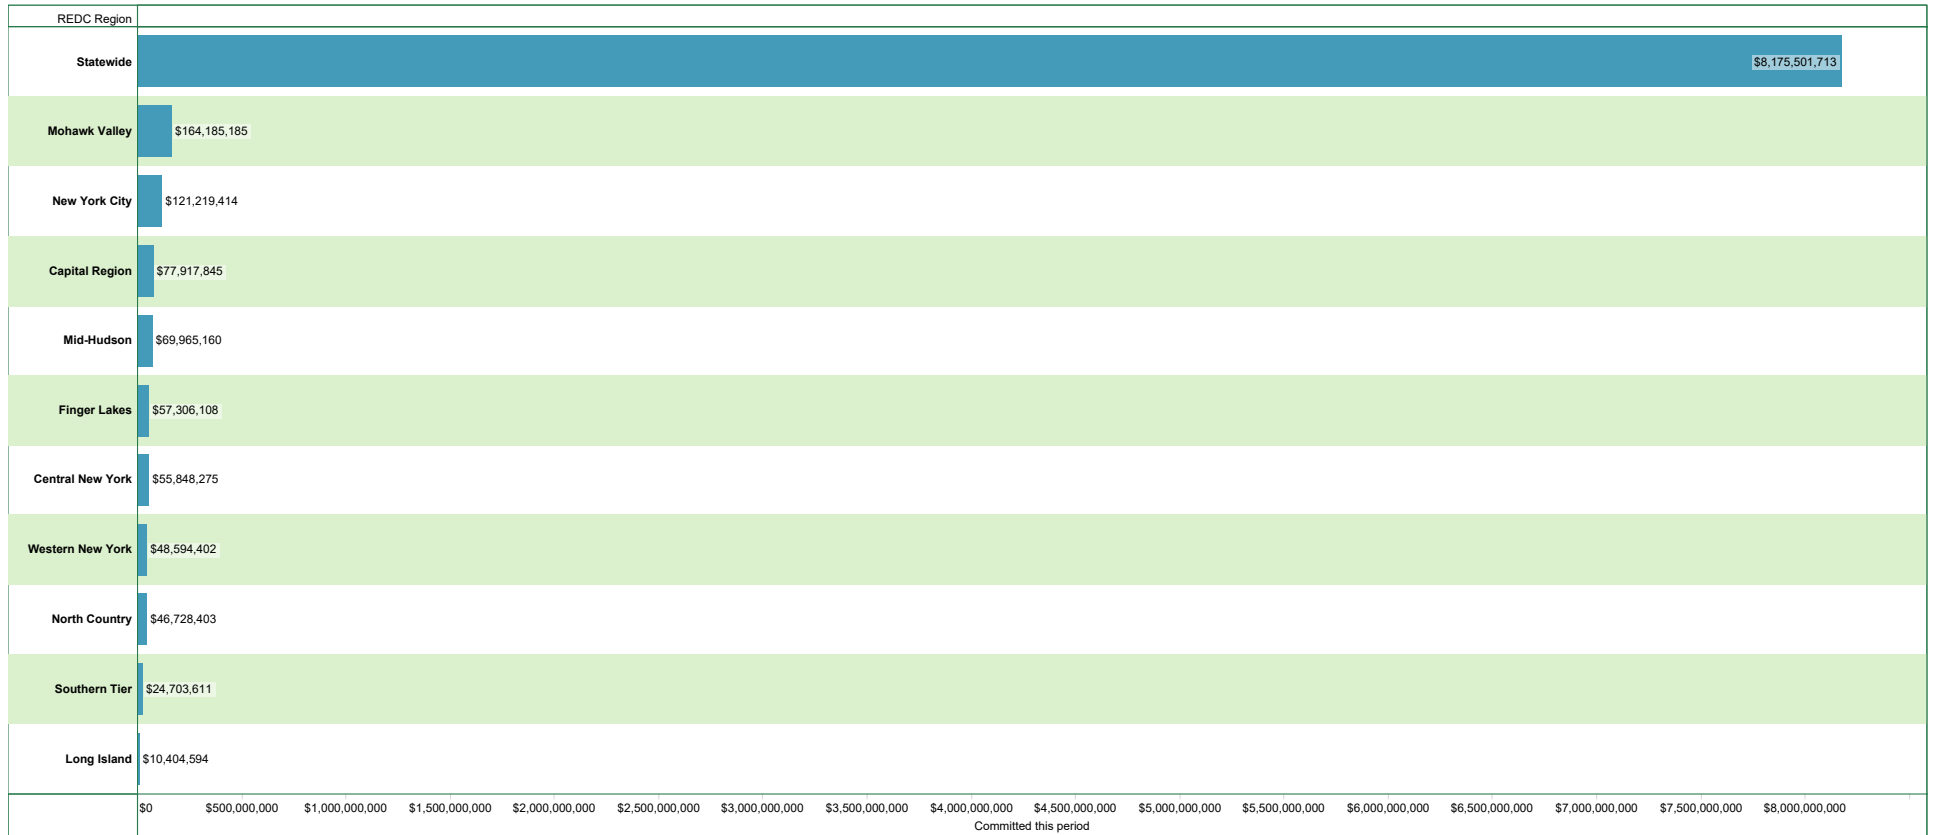 REDC Region
Statewide $8,175,501,713
Mohawk Valley $164,185,185
New York City $121,219,414
Capital Region $77,917,845
Mid-Hudson $69,965,160
Finger Lakes $57,306,108
Central New York $55,848,275
Western New York $48,594,402
North Country $46,728,403
Southern Tier $24,703,611
Long Island $10,404,594
$0 $500,000,000 $1,000,000,000 $1,500,000,000 $2,000,000,000 $2,500,000,000 $3,000,000,000 $3,500,000,000 $4,000,000,000 $4,500,000,000 $5,000,000,000 $5,500,000,000 $6,000,000,000 $6,500,000,000 $7,000,000,000 $7,500,000,000 $8,000,000,000
Committed this period